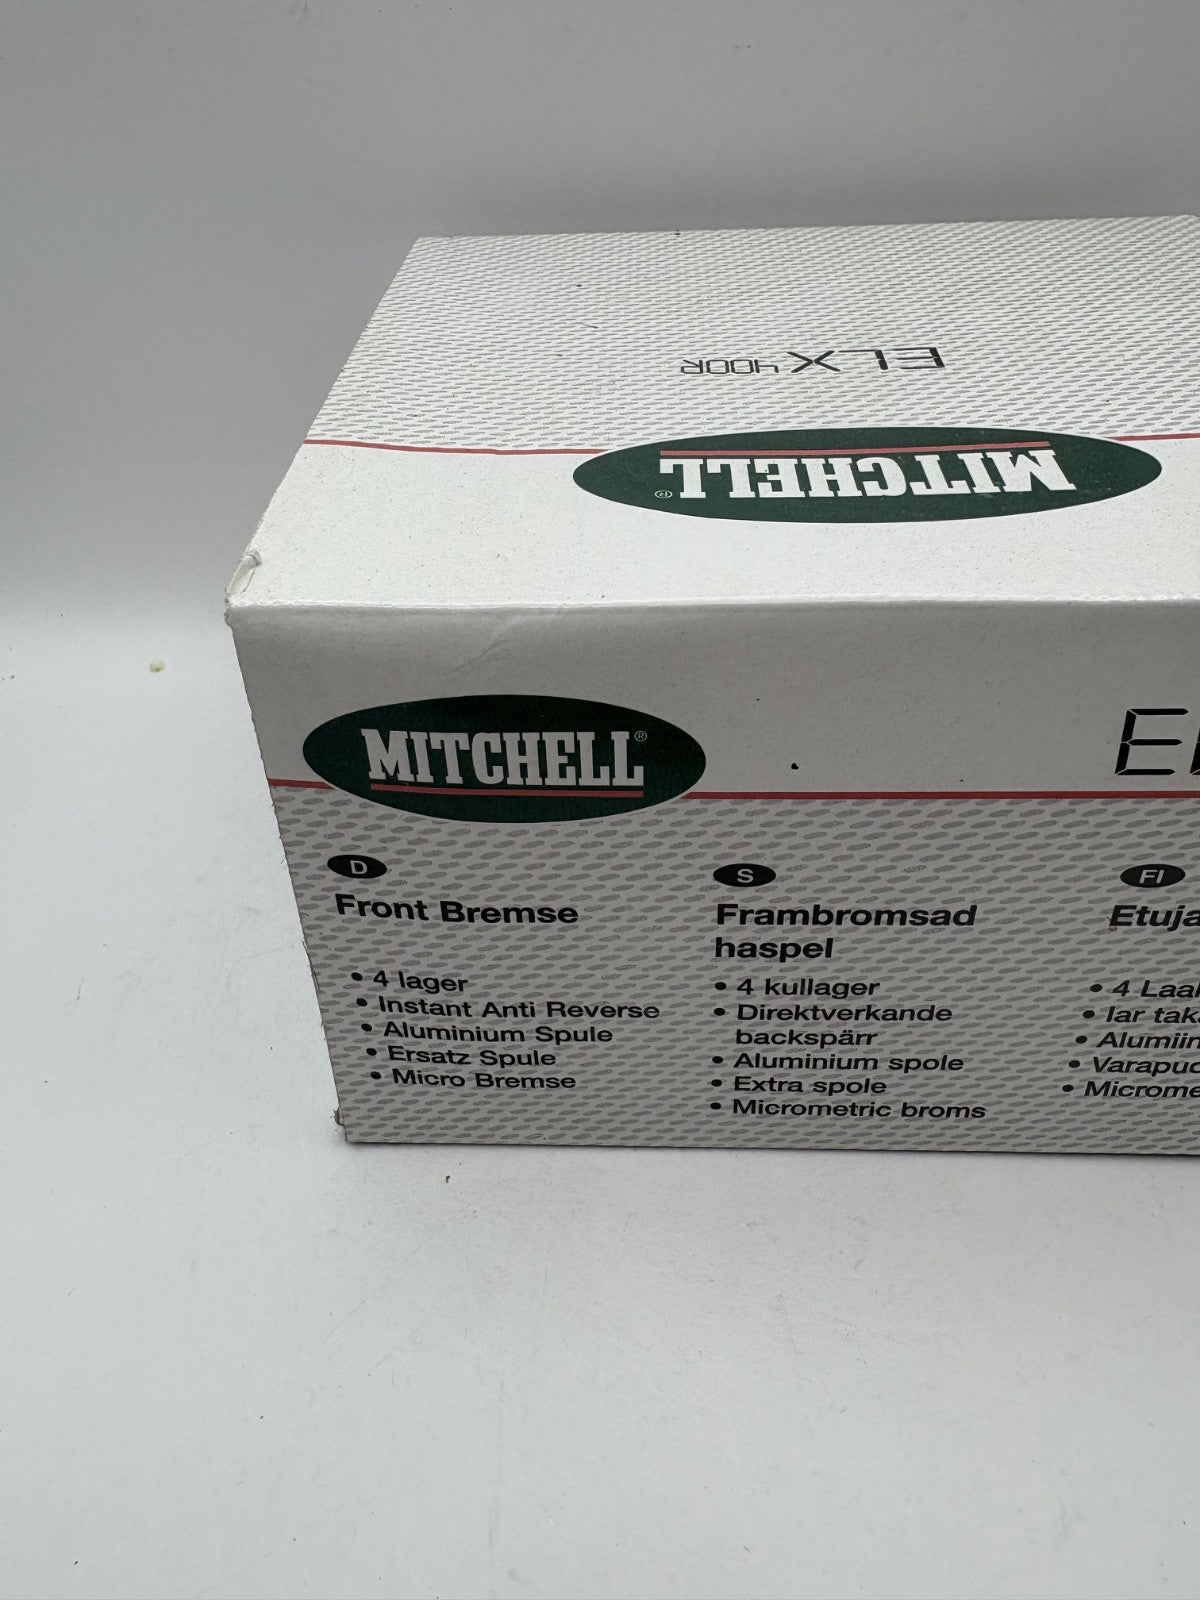 ELX 400R
MITCHELL®
MITCHELL®
D
Front Bremse
• 4 lager
• Instant Anti Reverse
• Aluminium Spule
• Ersatz Spule
• Micro Bremse
S
Frambromsad
haspel
• 4 kullager
• Direktverkande
backspärr
• Aluminium spole
• Extra spole
• Micrometric broms
FI
• 4